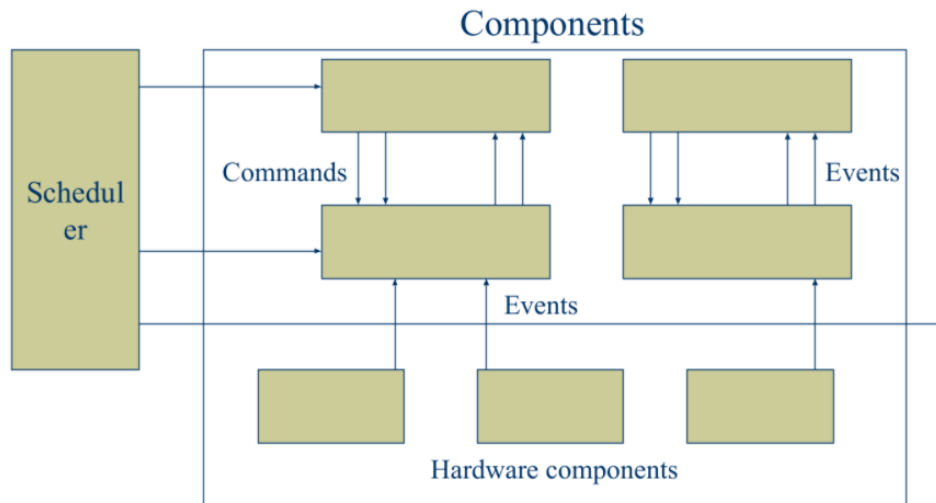 Components
Commands
Events
Schedul
er
Events
Hardware components